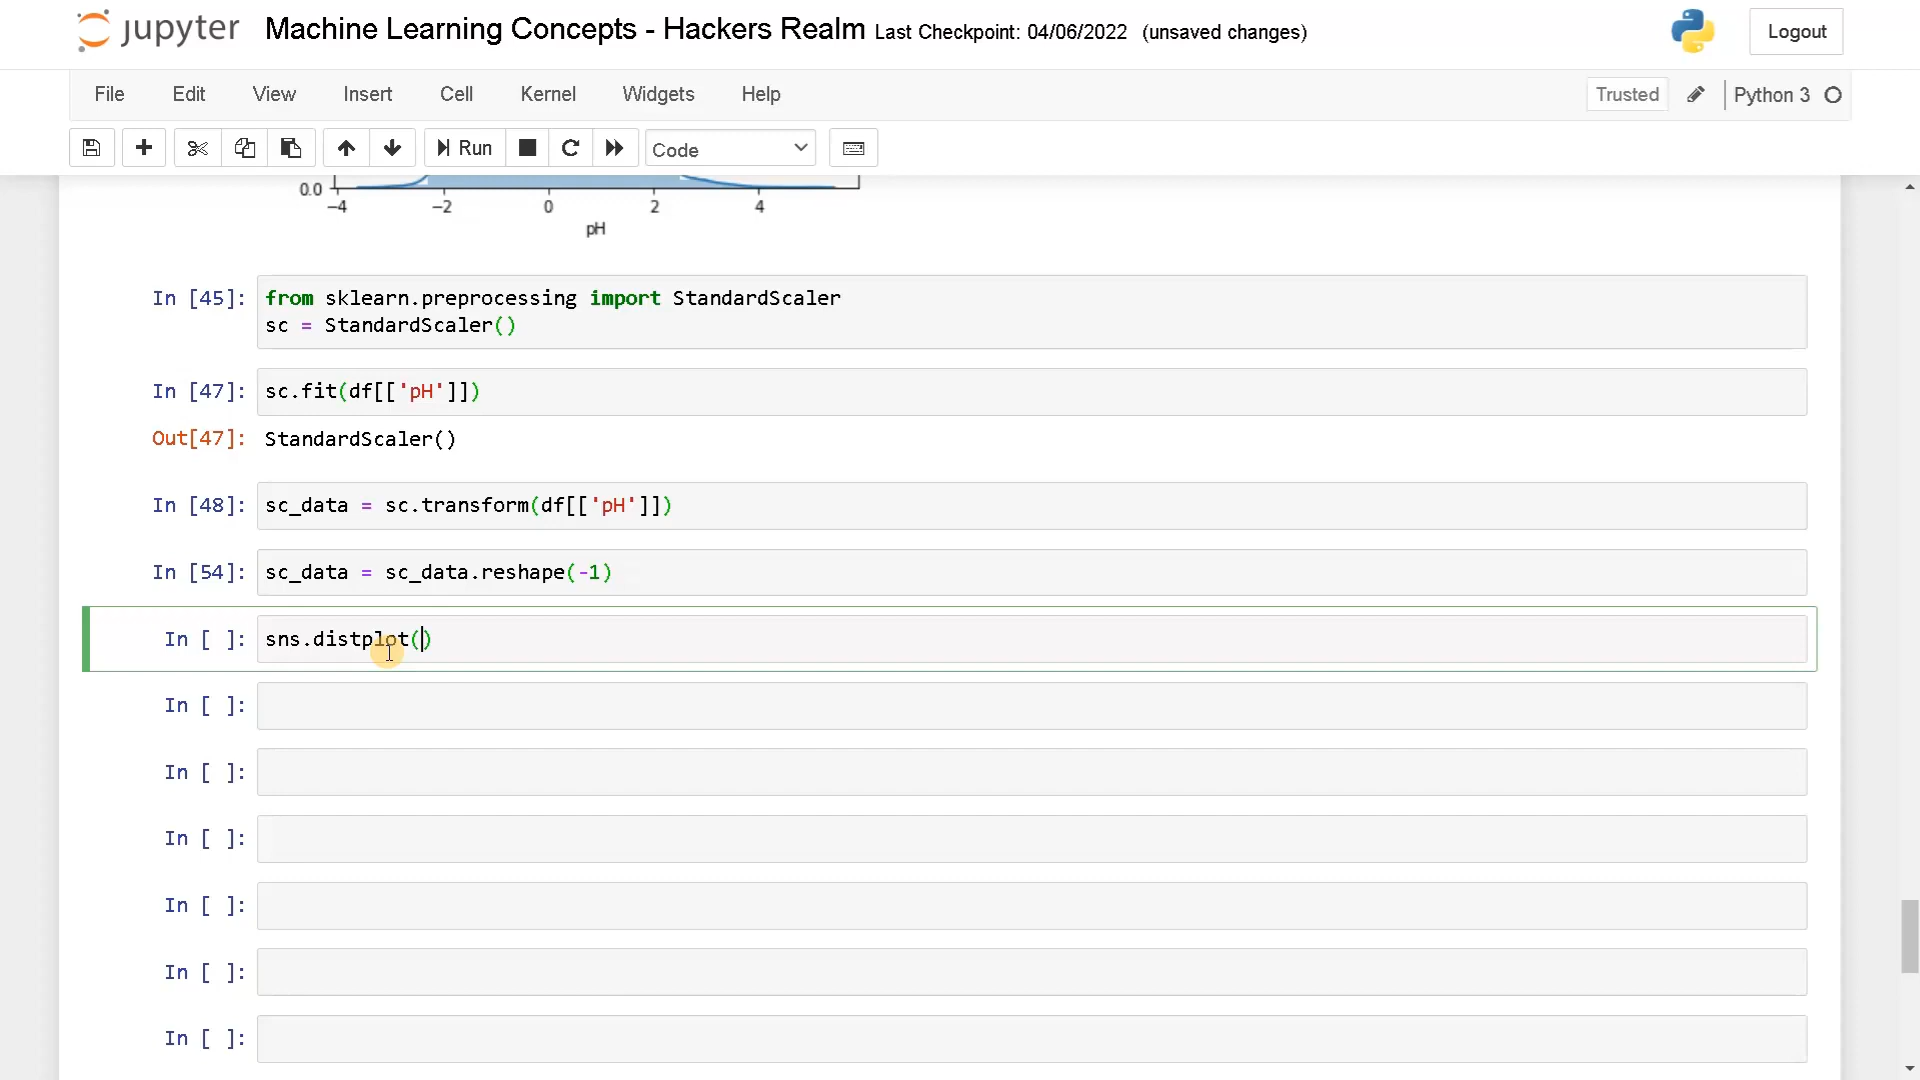 jupyter Machine Learning Concepts - Hackers Realm Last Checkpoint: 04/06/2022 (unsaved changes) Logout
File Edit View Insert Cell Kernel Widgets Help Trusted Python 3
Run Code
0.0
−4 −2 0 2 4
pH
In [45]: from sklearn.preprocessing import StandardScaler
sc = StandardScaler()
In [47]: sc.fit(df[['pH']])
Out[47]: StandardScaler()
In [48]: sc_data = sc.transform(df[['pH']])
In [54]: sc_data = sc_data.reshape(-1)
In [ ]: sns.distplot()
In [ ]:
In [ ]:
In [ ]:
In [ ]:
In [ ]:
In [ ]: